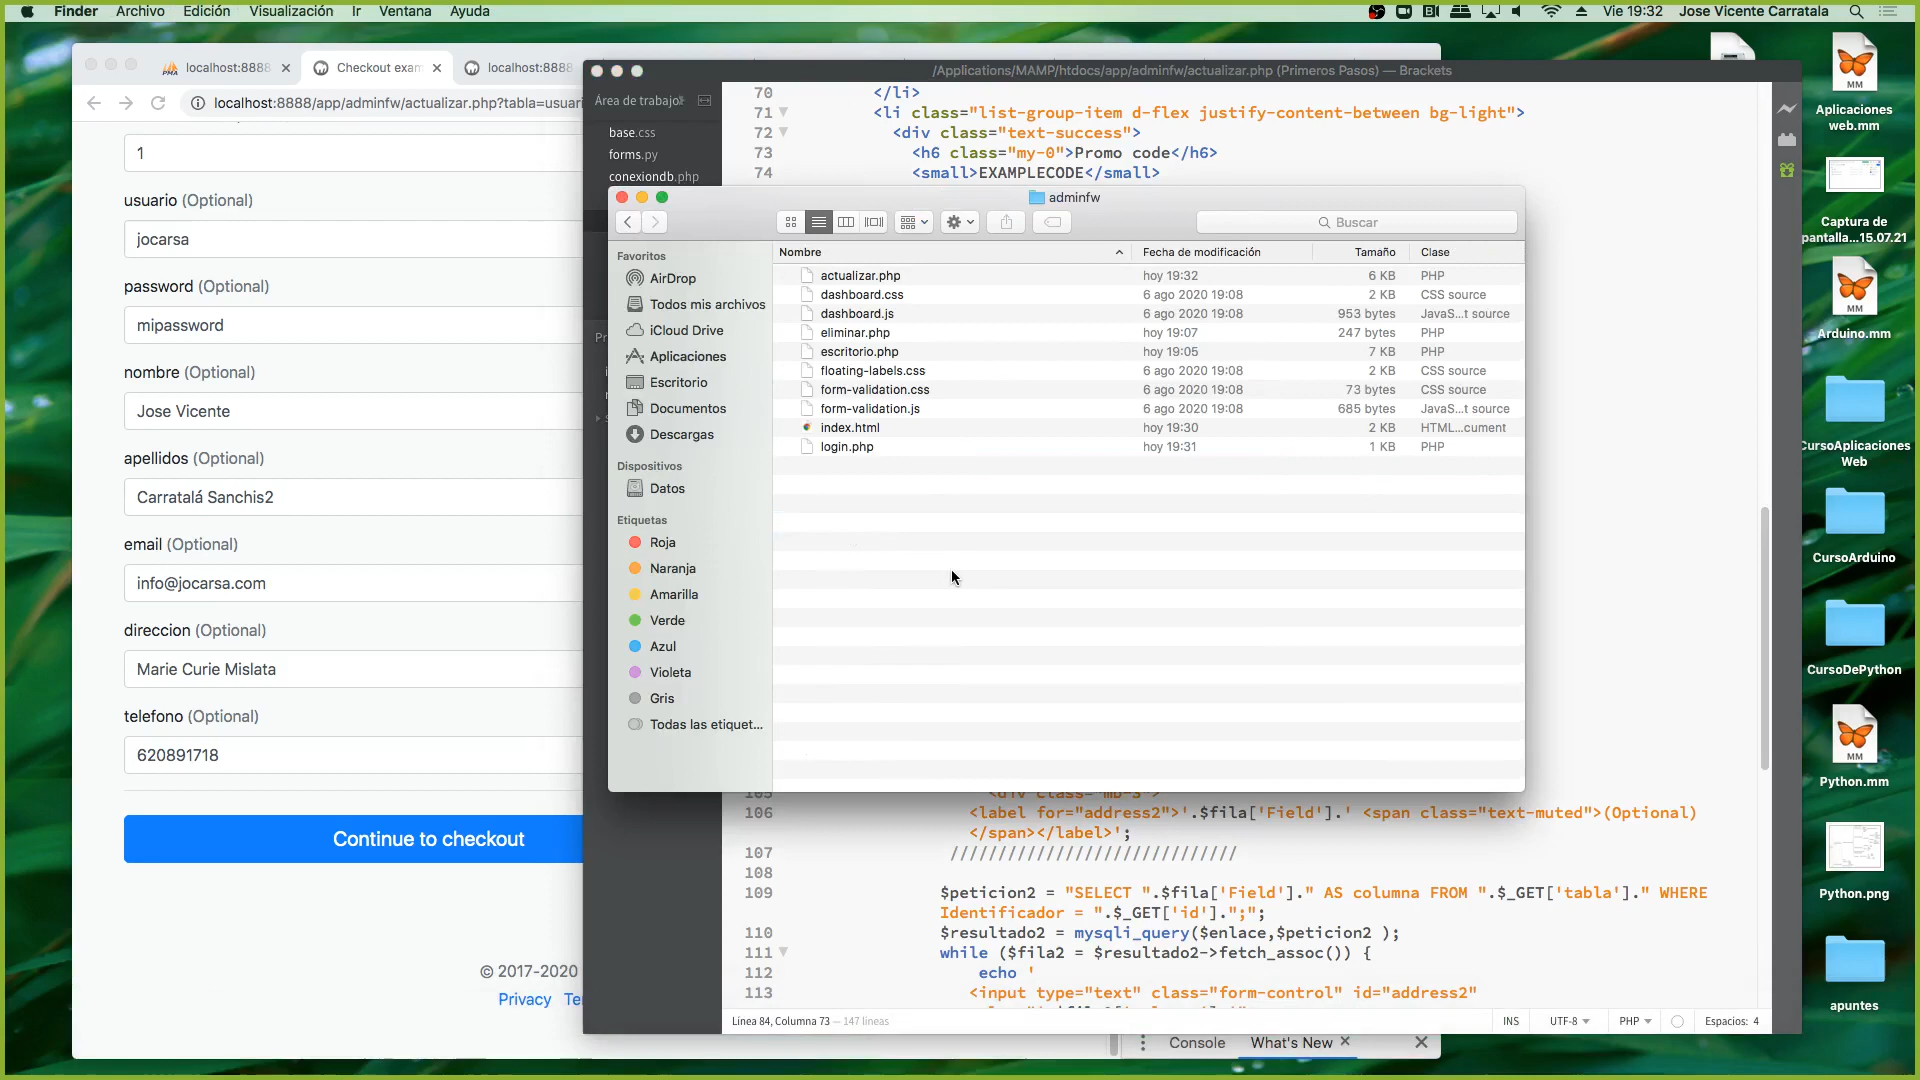 Finder Archivo Edición Visualización Ir Ventana Ayuda Vie 19:32 Jose Vicente Carratala
localhost:8888 Checkout exam localhost:8888
localhost:8888/app/adminfw/actualizar.php?tabla=usuari
1
usuario (Optional)
jocarsa
password (Optional)
mipassword
nombre (Optional)
Jose Vicente
apellidos (Optional)
Carratalá Sanchis2
email (Optional)
info@jocarsa.com
direccion (Optional)
Marie Curie Mislata
telefono (Optional)
620891718
Continue to checkout
© 2017-2020
Privacy Te
/Applications/MAMP/htdocs/app/adminfw/actualizar.php (Primeros Pasos) — Brackets
Área de trabajo
base.css
forms.py
conexiondb.php
Pr
70 </li>
71 <li class="list-group-item d-flex justify-content-between bg-light">
72 <div class="text-success">
73 <h6 class="my-0">Promo code</h6>
74 <small>EXAMPLECODE</small>
adminfw
Buscar
Favoritos
AirDrop
Todos mis archivos
iCloud Drive
Aplicaciones
Escritorio
Documentos
Descargas
Dispositivos
Datos
Etiquetas
Roja
Naranja
Amarilla
Verde
Azul
Violeta
Gris
Todas las etiquet...
Nombre Fecha de modificación Tamaño Clase
actualizar.php hoy 19:32 6 KB PHP
dashboard.css 6 ago 2020 19:08 2 KB CSS source
dashboard.js 6 ago 2020 19:08 953 bytes JavaS...t source
eliminar.php hoy 19:07 247 bytes PHP
escritorio.php hoy 19:05 7 KB PHP
floating-labels.css 6 ago 2020 19:08 2 KB CSS source
form-validation.css 6 ago 2020 19:08 73 bytes CSS source
form-validation.js 6 ago 2020 19:08 685 bytes JavaS...t source
index.html hoy 19:30 2 KB HTML...cument
login.php hoy 19:31 1 KB PHP
105 <div class="mb-3">
106 <label for="address2">'.$fila['Field'].' <span class="text-muted">(Optional)
</span></label>';
107 //////////////////////////////
108
109 $peticion2 = "SELECT ".$fila['Field']." AS columna FROM ".$_GET['tabla']." WHERE
Identificador = ".$_GET['id'].";";
110 $resultado2 = mysqli_query($enlace,$peticion2 );
111 while ($fila2 = $resultado2->fetch_assoc()) {
112 echo '
113 <input type="text" class="form-control" id="address2"
Línea 84, Columna 73 — 147 líneas INS UTF-8 PHP Espacios: 4
Console What's New
MM
Aplicaciones
web.mm
Captura de
pantalla...15.07.21
MM
Arduino.mm
CursoAplicaciones
Web
CursoArduino
CursoDePython
MM
Python.mm
Python.png
apuntes